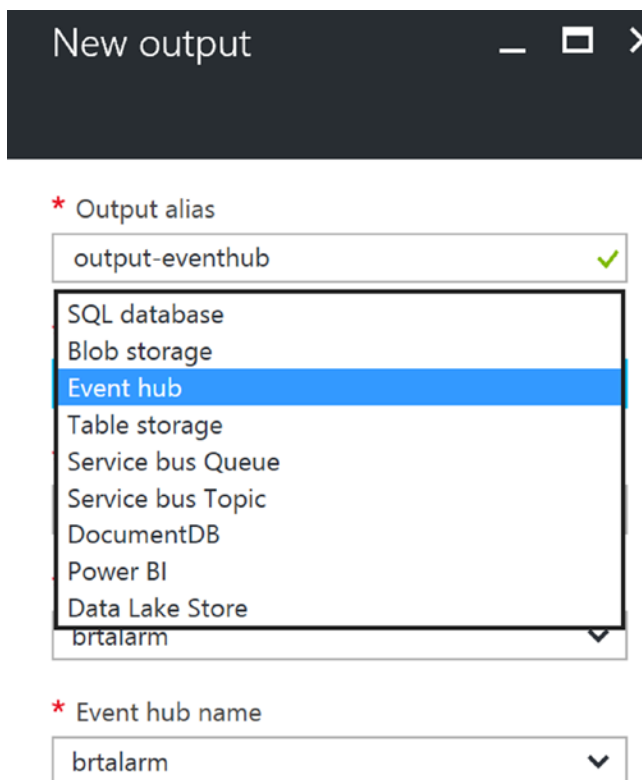 New output
* Output alias
output-eventhub
SQL database
Blob storage
Event hub
Table storage
Service bus Queue
Service bus Topic
DocumentDB
Power BI
Data Lake Store
brtalarm
* Event hub name
brtalarm